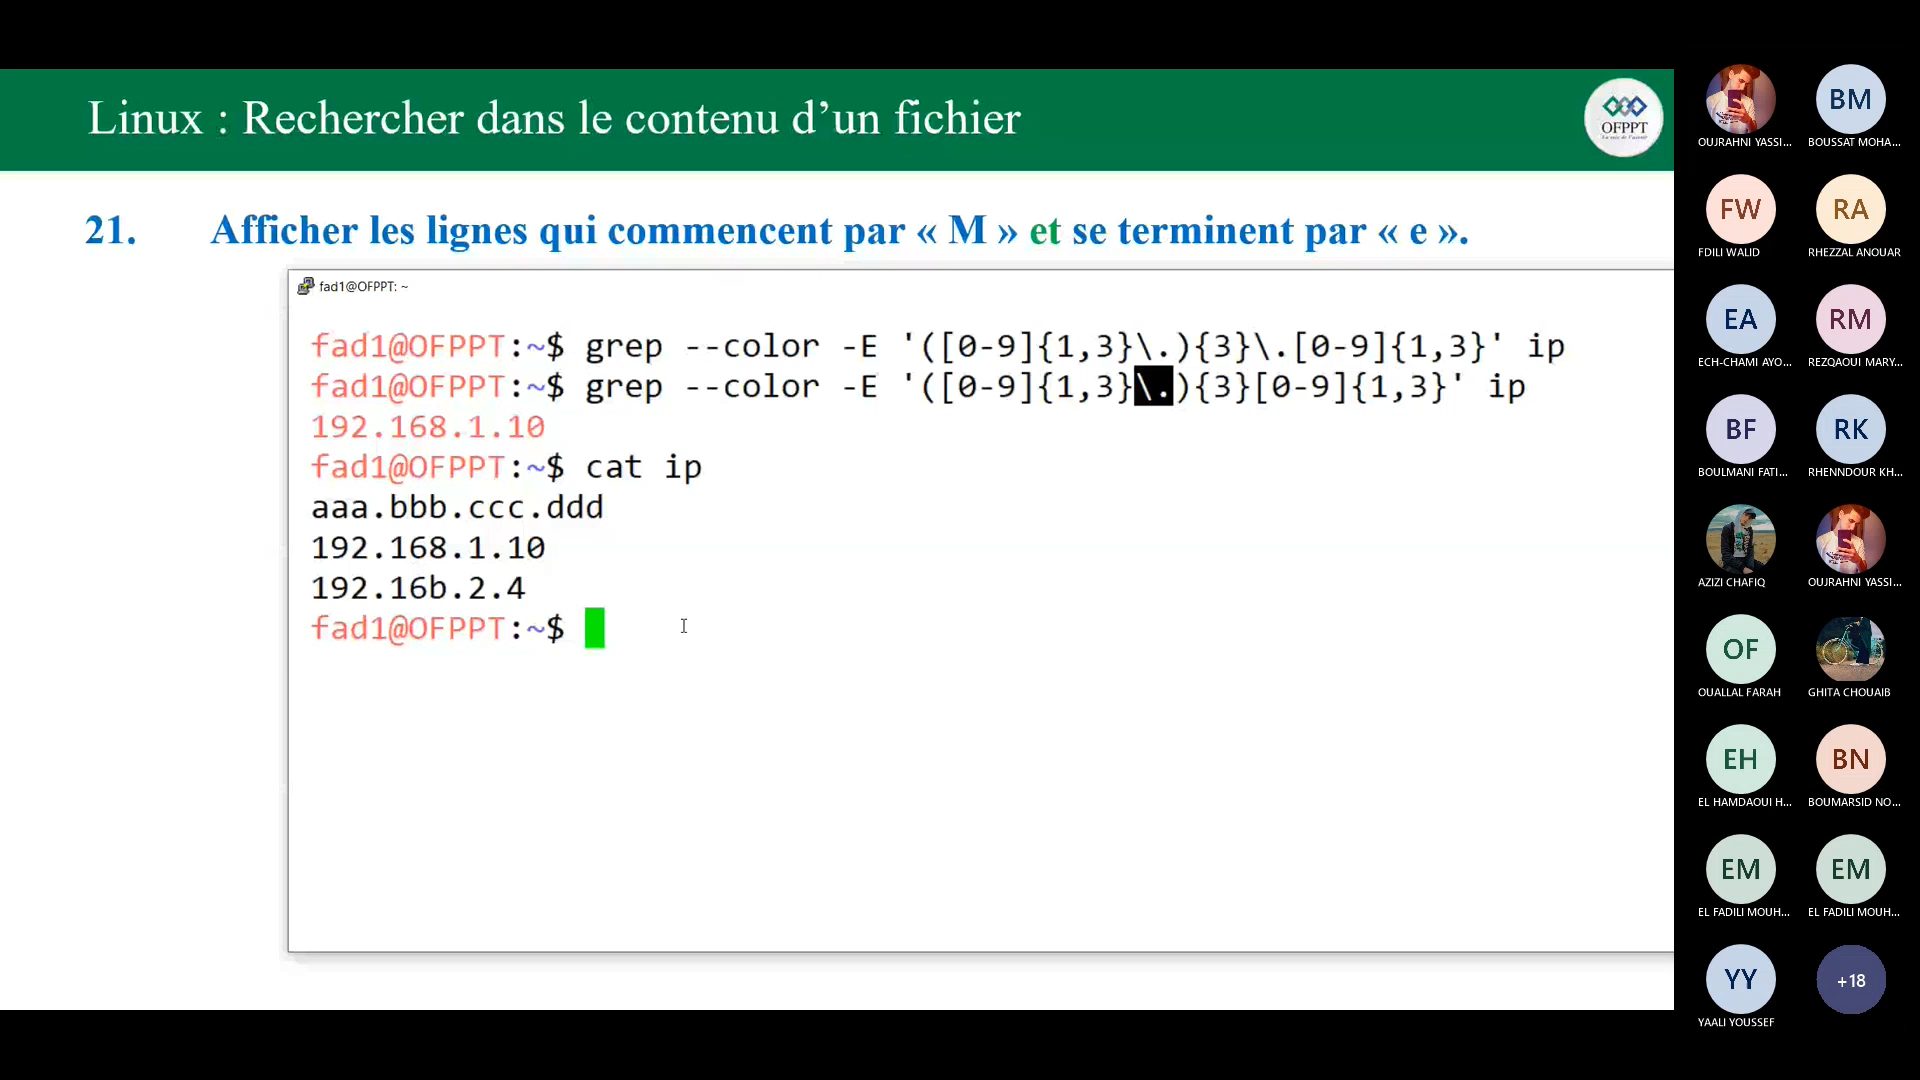 Linux : Rechercher dans le contenu d’un fichier
OFPPT
21. Afficher les lignes qui commencent par « M » et se terminent par « e ».
fad1@OFPPT: ~
fad1@OFPPT:~$ grep --color -E '([0-9]{1,3}\.){3}\.[0-9]{1,3}' ip
fad1@OFPPT:~$ grep --color -E '([0-9]{1,3}\.){3}[0-9]{1,3}' ip
192.168.1.10
fad1@OFPPT:~$ cat ip
aaa.bbb.ccc.ddd
192.168.1.10
192.16b.2.4
fad1@OFPPT:~$
BM
OUJRAHNI YASSI... BOUSSAT MOHA...
FW RA
FDILI WALID RHEZZAL ANOUAR
EA RM
ECH-CHAMI AYO... REZQAOUI MARY...
BF RK
BOULMANI FATI... RHENNDOUR KH...
AZIZI CHAFIQ OUJRAHNI YASSI...
OF
OUALLAL FARAH GHITA CHOUAIB
EH BN
EL HAMDAOUI H... BOUMARSID NO...
EM EM
EL FADILI MOUH... EL FADILI MOUH...
YY +18
YAALI YOUSSEF